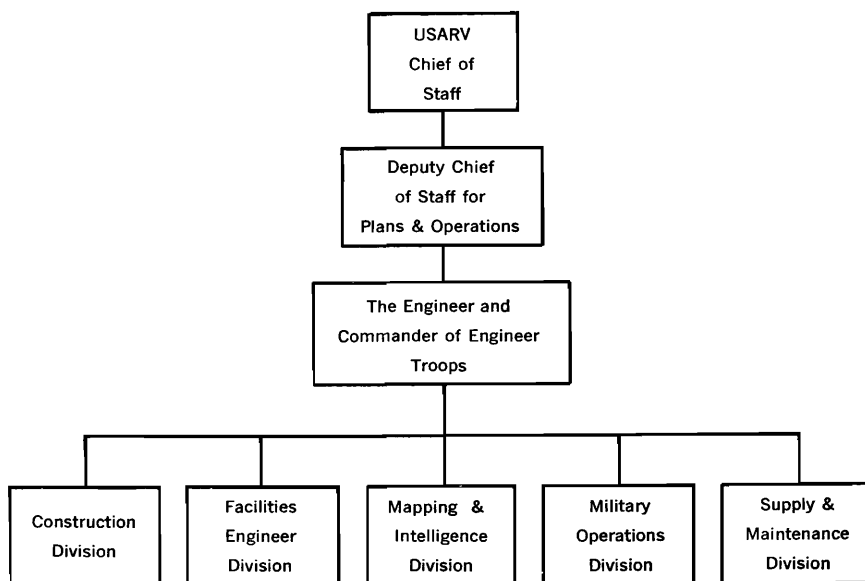 USARV
Chief of
Staff
Deputy Chief
of Staff for
Plans & Operations
The Engineer and
Commander of Engineer
Troops
Construction
Division
Facilities
Engineer
Division
Mapping &
Intelligence
Division
Military
Operations
Division
Supply &
Maintenance
Division